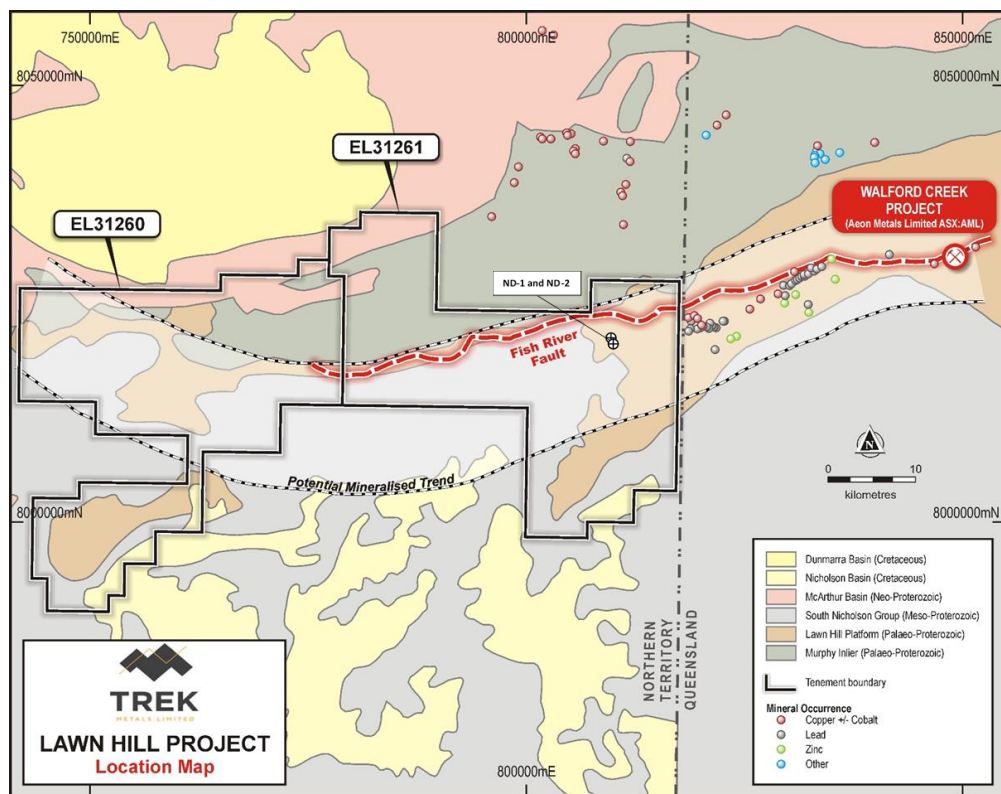 750000mE
800000mE
850000mE
8050000mN
8050000mN
EL31261
EL31260
WALFORD CREEK
PROJECT
(Aeon Metals Limited ASX:AML)
ND-1 and ND-2
Fish River
Fault
N
0 10
kilometres
Potential Mineralised Trend
8000000mN
8000000mN
NORTHERN
TERRITORY
QUEENSLAND
Dunmarra Basin (Cretaceous)
Nicholson Basin (Cretaceous)
McArthur Basin (Neo-Proterozoic)
South Nicholson Group (Meso-Proterozoic)
Lawn Hill Platform (Palaeo-Proterozoic)
Murphy Inlier (Palaeo-Proterozoic)
Tenement boundary
Mineral Occurrence
Copper +/- Cobalt
Lead
Zinc
Other
TREK
METALS LIMITED
LAWN HILL PROJECT
Location Map
800000mE